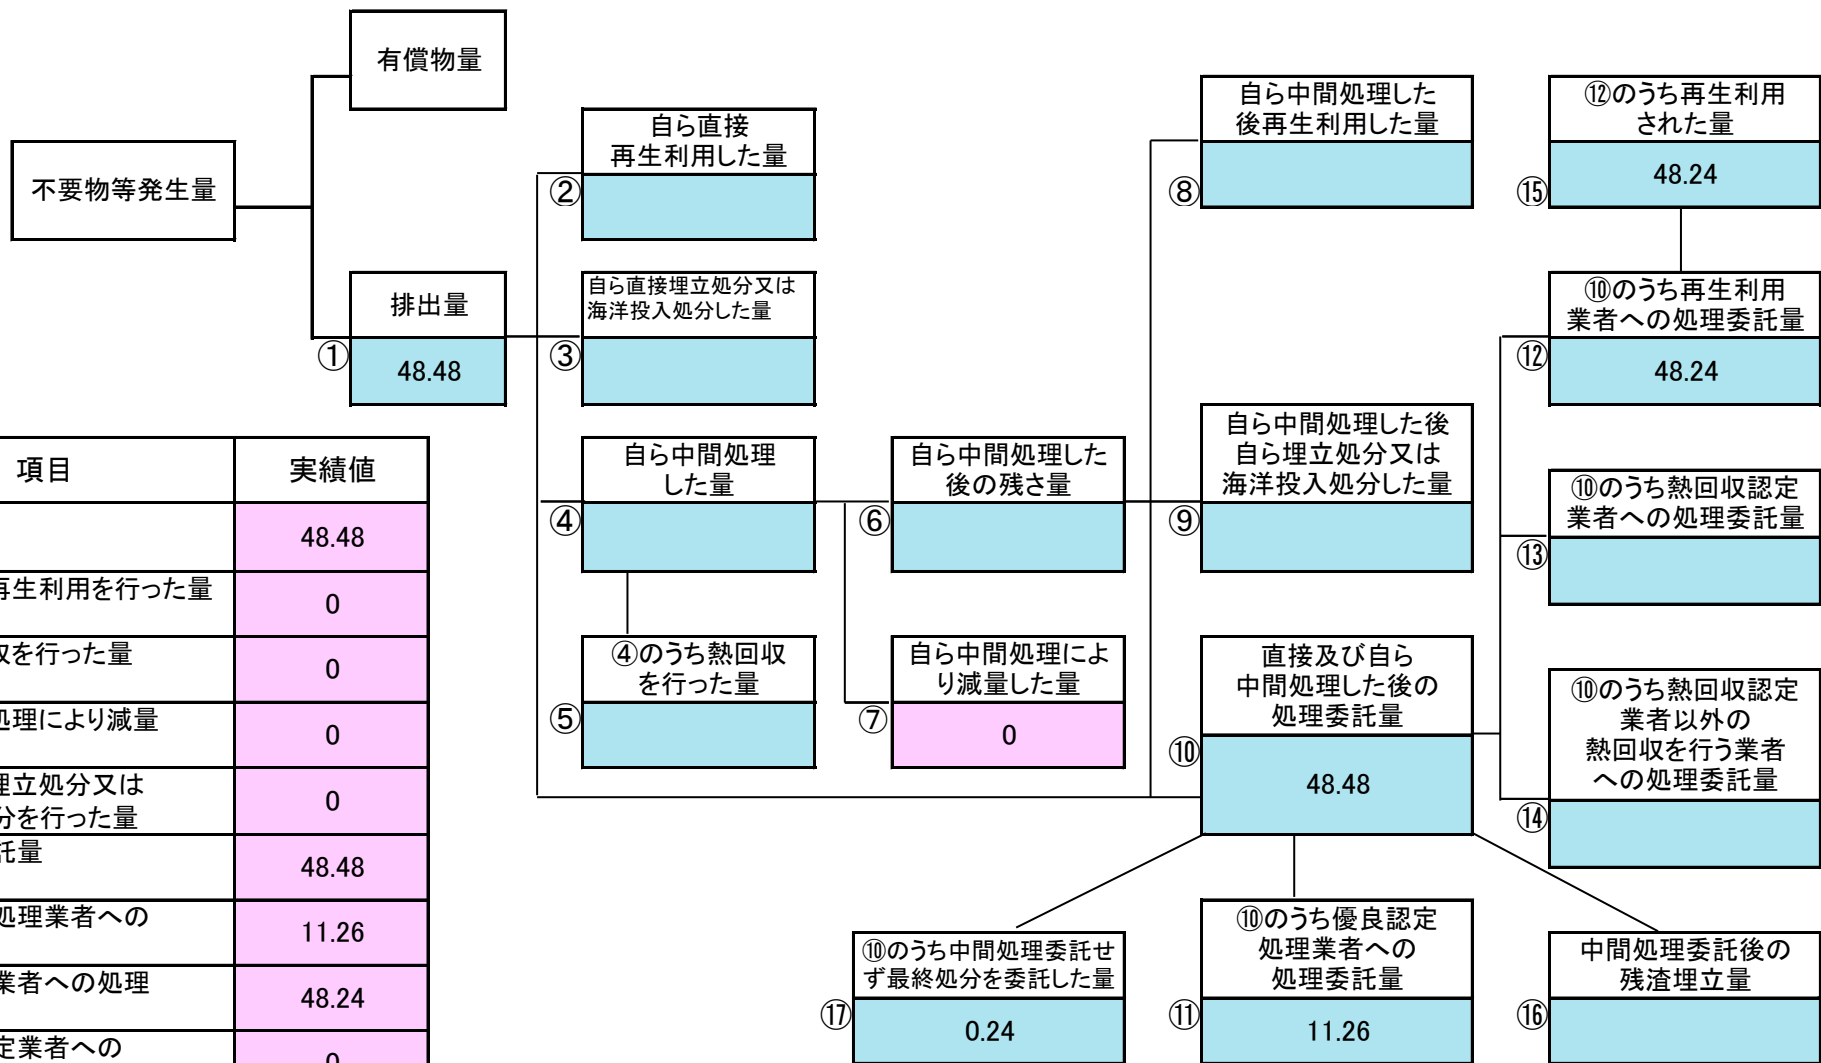 有償物量
不要物等発生量
排出量
①
48.48
自ら直接
再生利用した量
②
自ら直接埋立処分又は
海洋投入処分した量
③
自ら中間処理
した量
④
④のうち熱回収
を行った量
⑤
自ら中間処理した
後の残さ量
⑥
自ら中間処理によ
り減量した量
⑦
0
自ら中間処理した
後再生利用した量
⑧
自ら中間処理した後
自ら埋立処分又は
海洋投入処分した量
⑨
直接及び自ら
中間処理した後の
処理委託量
⑩
48.48
⑫のうち再生利用
された量
⑮
48.24
⑩のうち再生利用
業者への処理委託量
⑫
48.24
⑩のうち熱回収認定
業者への処理委託量
⑬
⑩のうち熱回収認定
業者以外の
熱回収を行う業者
への処理委託量
⑭
⑩のうち中間処理委託せ
ず最終処分を委託した量
⑰
0.24
⑩のうち優良認定
処理業者への
処理委託量
⑪
11.26
中間処理委託後の
残渣埋立量
⑯
項目 実績値
48.48
再生利用を行った量 0
収を行った量 0
処理により減量 0
埋立処分又は
分を行った量 0
託量 48.48
処理業者への 11.26
業者への処理 48.24
定業者への 0